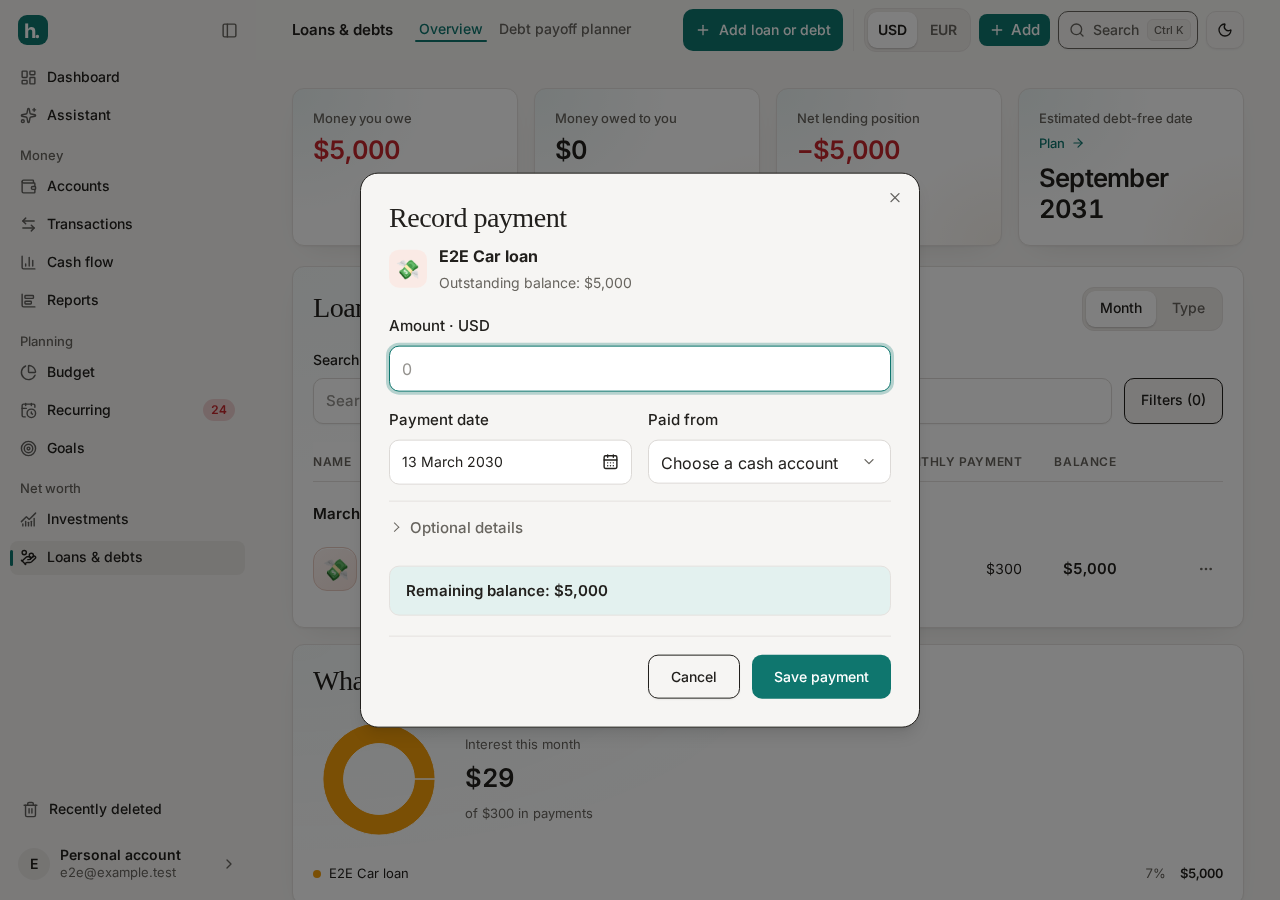 h.
Dashboard
Assistant
Money
Accounts
Transactions
Cash flow
Reports
Planning
Budget
Recurring 24
Goals
Net worth
Investments
Loans & debts
Recently deleted
E
Personal account
e2e@example.test
Loans & debts Overview Debt payoff planner
Add loan or debt
USD EUR
Add
Search Ctrl K
Money you owe
$5,000
Money owed to you
$0
Net lending position
−$5,000
Estimated debt-free date
Plan
September
2031
Month Type
Search
Filters (0)
NAME
BALANCE
March
$300 $5,000
Record payment
E2E Car loan
Outstanding balance: $5,000
Amount · USD
0
Payment date
13 March 2030
Paid from
Choose a cash account
Optional details
Remaining balance: $5,000
Cancel
Save payment
Interest this month
$29
of $300 in payments
E2E Car loan
7% $5,000